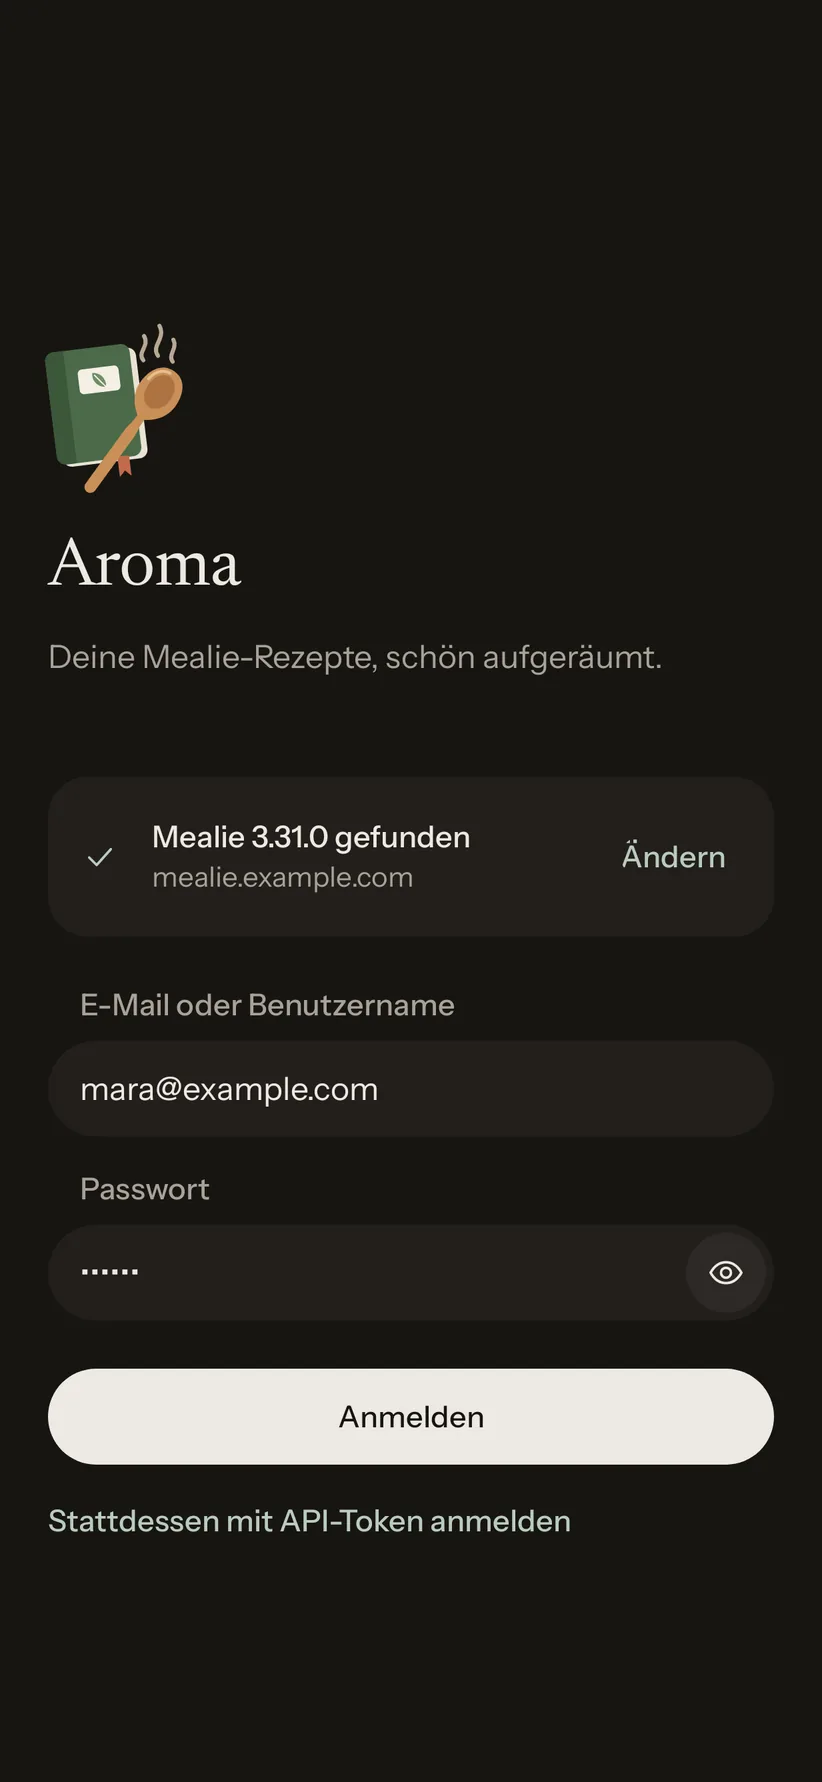 Aroma
Deine Mealie-Rezepte, schön aufgeräumt.
Mealie 3.31.0 gefunden
mealie.example.com
Ändern
E-Mail oder Benutzername
mara@example.com
Passwort
••••••
Anmelden
Stattdessen mit API-Token anmelden